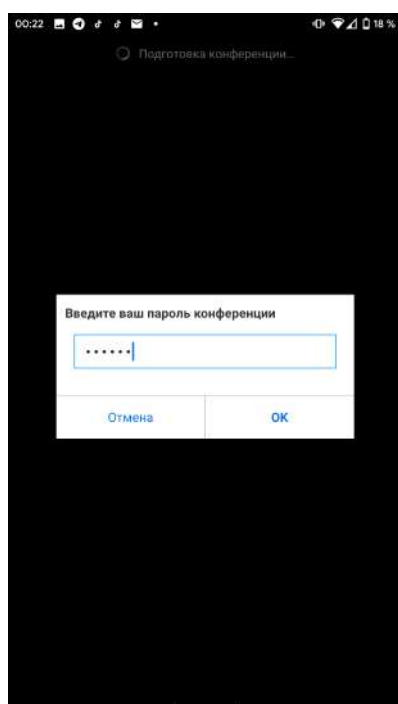 00:22 18 %
Подготовка конференции...
Введите ваш пароль конференции
••••••
Отмена OK